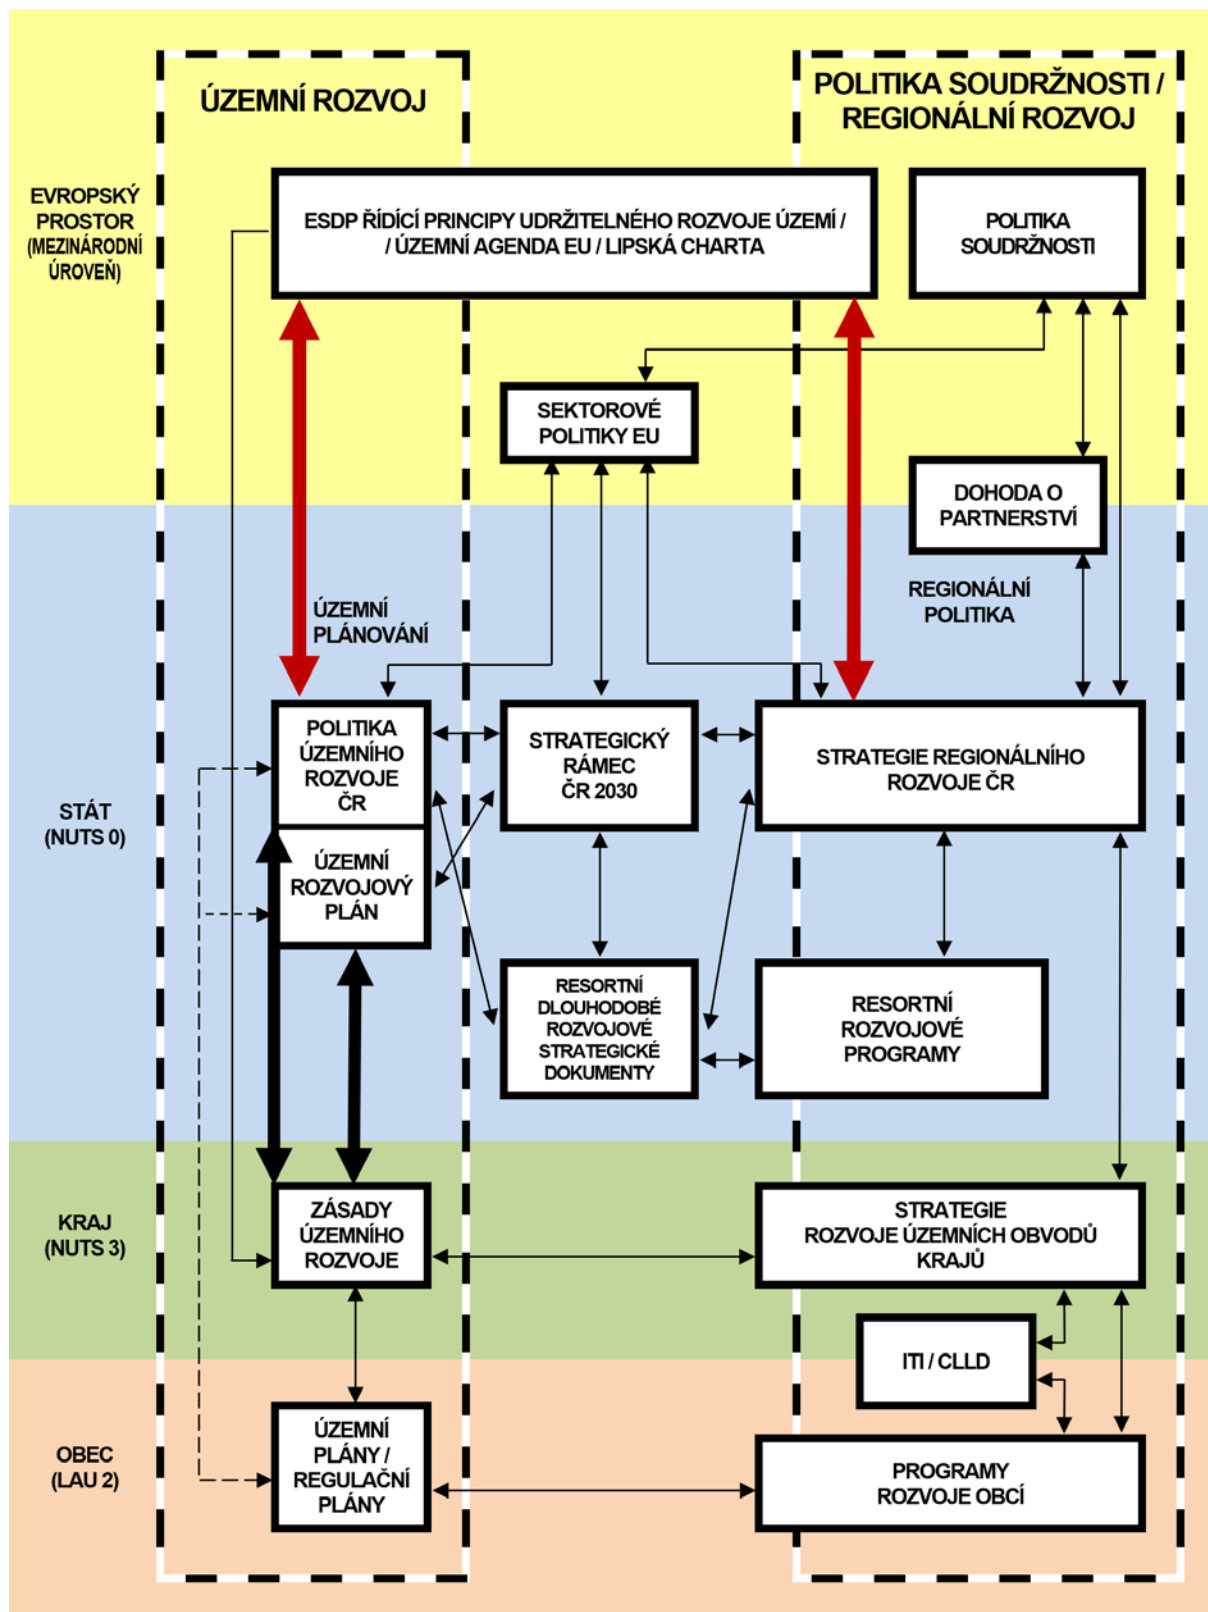 ÚZEMNÍ ROZVOJ
POLITIKA SOUDRŽNOSTI /
REGIONÁLNÍ ROZVOJ
EVROPSKÝ
PROSTOR
(MEZINÁRODNÍ
ÚROVEŇ)
ESDP ŘÍDÍCÍ PRINCIPY UDRŽITELNÉHO ROZVOJE ÚZEMÍ /
/ ÚZEMNÍ AGENDA EU / LIPSKÁ CHARTA
POLITIKA
SOUDRŽNOSTI
SEKTOROVÉ
POLITIKY EU
DOHODA O
PARTNERSTVÍ
ÚZEMNÍ
PLÁNOVÁNÍ
REGIONÁLNÍ
POLITIKA
STÁT
(NUTS 0)
POLITIKA
ÚZEMNÍHO
ROZVOJE
ČR
STRATEGICKÝ
RÁMEC
ČR 2030
STRATEGIE REGIONÁLNÍHO
ROZVOJE ČR
ÚZEMNÍ
ROZVOJOVÝ
PLÁN
RESORTNÍ
DLOUHODOBÉ
ROZVOJOVÉ
STRATEGICKÉ
DOKUMENTY
RESORTNÍ
ROZVOJOVÉ
PROGRAMY
KRAJ
(NUTS 3)
ZÁSADY
ÚZEMNÍHO
ROZVOJE
STRATEGIE
ROZVOJE ÚZEMNÍCH OBVODŮ
KRAJŮ
ITI / CLLD
OBEC
(LAU 2)
ÚZEMNÍ
PLÁNY /
REGULAČNÍ
PLÁNY
PROGRAMY
ROZVOJE OBCÍ